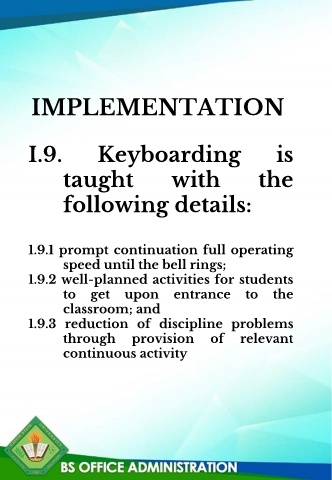 IMPLEMENTATION
I.9. Keyboarding is
taught with the
following details:
1.9.1 prompt continuation full operating
speed until the bell rings;
1.9.2 well-planned activities for students
to get upon entrance to the
classroom; and
1.9.3 reduction of discipline problems
through provision of relevant
continuous activity
BS OFFICE ADMINISTRATION